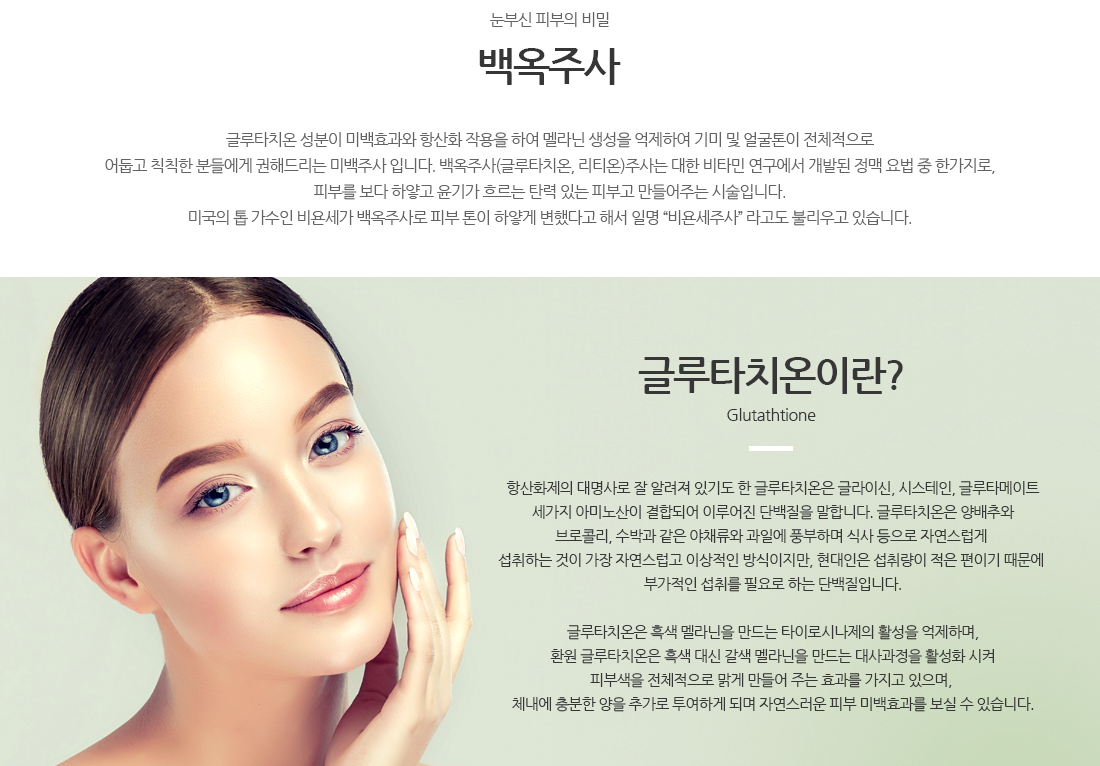 눈부신 피부의 비밀
백옥주사
글루타치온 성분이 미백효과와 항산화 작용을 하여 멜라닌 생성을 억제하여 기미 및 얼굴톤이 전체적으로
어둡고 칙칙한 분들에게 권해드리는 미백주사 입니다. 백옥주사(글루타치온, 리티온)주사는 대한 비타민 연구에서 개발된 정맥 요법 중 한가지로,
피부를 보다 하얗고 윤기가 흐르는 탄력 있는 피부고 만들어주는 시술입니다.
미국의 톱 가수인 비욘세가 백옥주사로 피부 톤이 하얗게 변했다고 해서 일명 “비욘세주사” 라고도 불리우고 있습니다.
글루타치온이란?
Glutathtione
항산화제의 대명사로 잘 알려져 있기도 한 글루타치온은 글라이신, 시스테인, 글루타메이트
세가지 아미노산이 결합되어 이루어진 단백질을 말합니다. 글루타치온은 양배추와
브로콜리, 수박과 같은 야채류와 과일에 풍부하며 식사 등으로 자연스럽게
섭취하는 것이 가장 자연스럽고 이상적인 방식이지만, 현대인은 섭취량이 적은 편이기 때문에
부가적인 섭취를 필요로 하는 단백질입니다.
글루타치온은 흑색 멜라닌을 만드는 타이로시나제의 활성을 억제하며,
환원 글루타치온은 흑색 대신 갈색 멜라닌을 만드는 대사과정을 활성화 시켜
피부색을 전체적으로 맑게 만들어 주는 효과를 가지고 있으며,
체내에 충분한 양을 추가로 투여하게 되며 자연스러운 피부 미백효과를 보실 수 있습니다.